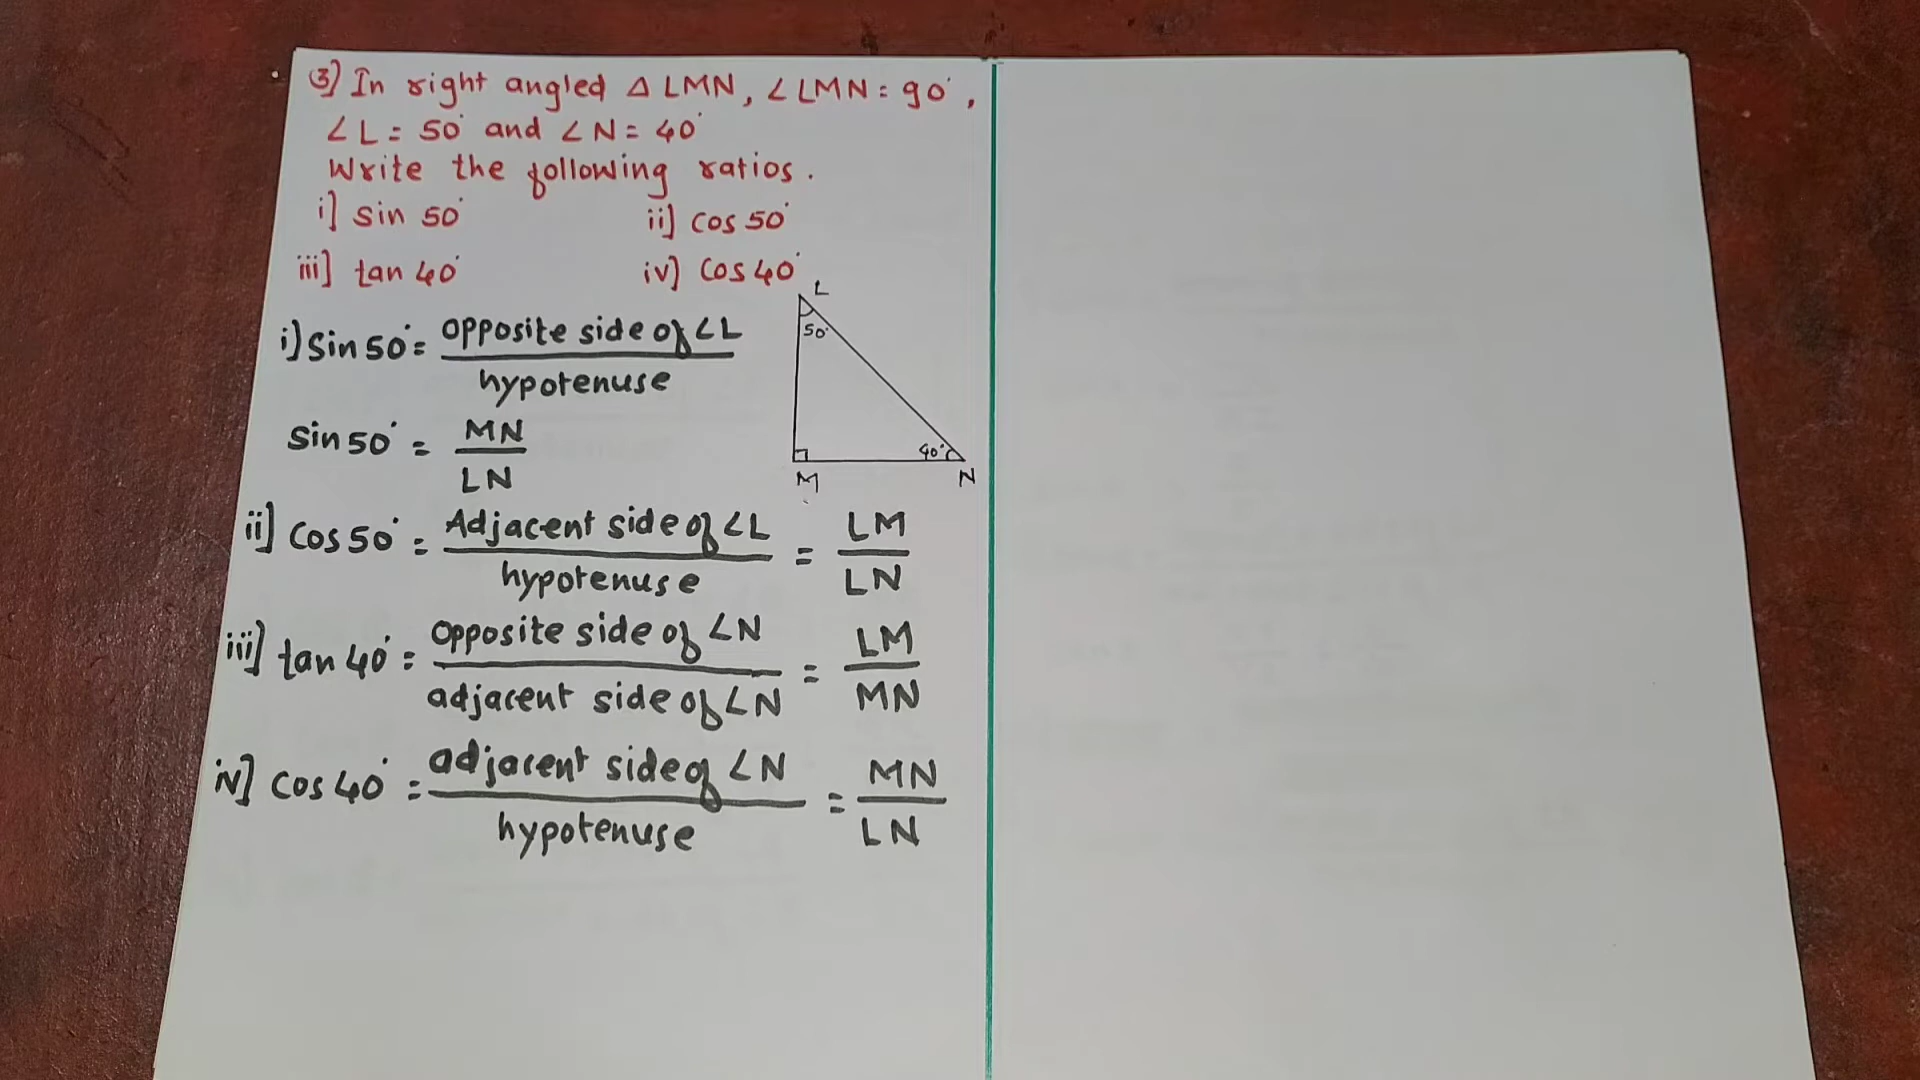 3) In right angled Δ LMN, ∠LMN = 90°,
∠L = 50° and ∠N = 40°
Write the following ratios.
i] sin 50° ii] cos 50°
iii] tan 40° iv] cos 40°
L
50°
40°
M N
i) sin 50° = opposite side of ∠L / hypotenuse
sin 50° = MN / LN
ii] cos 50° = Adjacent side of ∠L / hypotenuse = LM / LN
iii] tan 40° = opposite side of ∠N / adjacent side of ∠N = LM / MN
iv] cos 40° = adjacent side of ∠N / hypotenuse = MN / LN